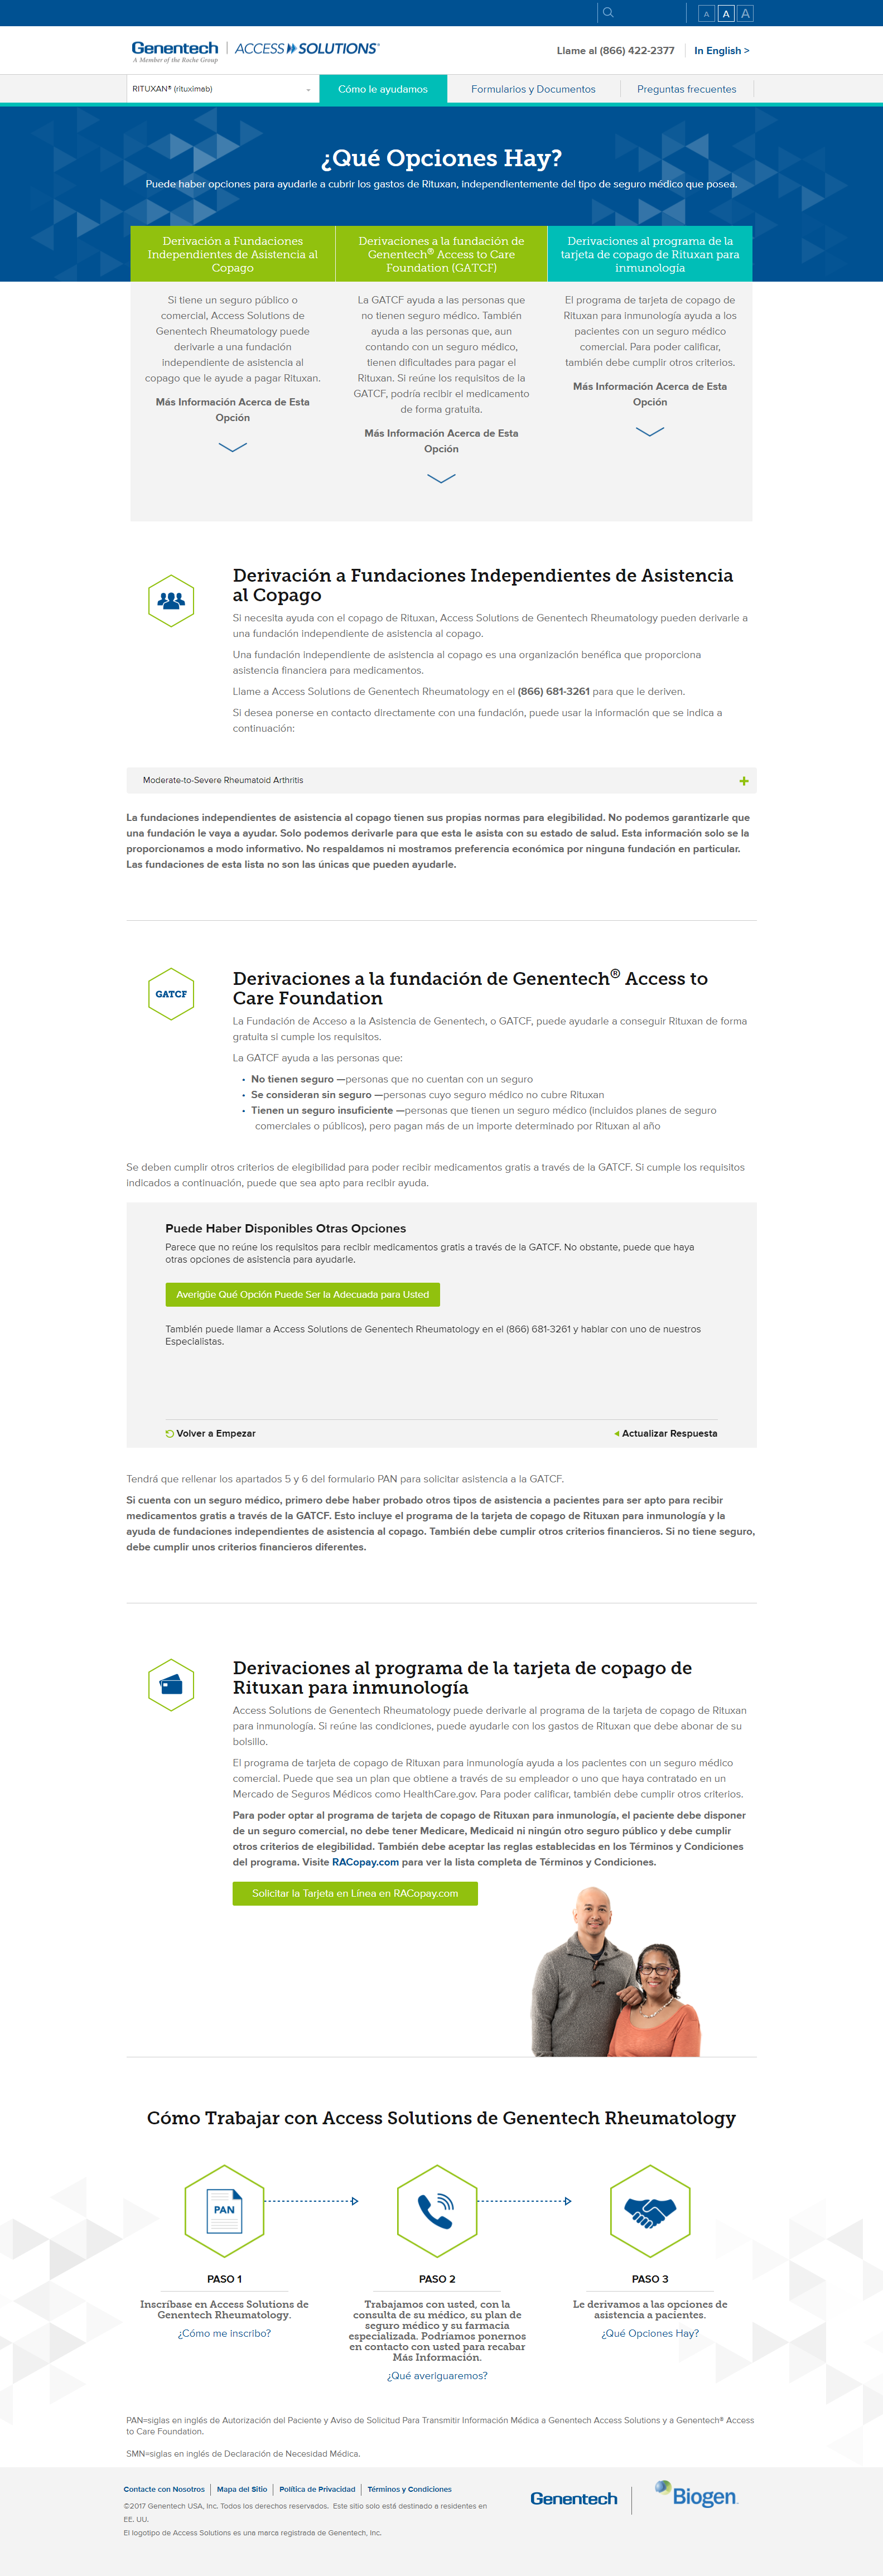 A A A
Genentech
A Member of the Roche Group
ACCESS SOLUTIONS®
Llame al (866) 422-2377
In English >
RITUXAN® (rituximab)
Cómo le ayudamos
Formularios y Documentos
Preguntas frecuentes
¿Qué Opciones Hay?
Puede haber opciones para ayudarle a cubrir los gastos de Rituxan, independientemente del tipo de seguro médico que posea.
Derivación a Fundaciones
Independientes de Asistencia al
Copago
Derivaciones a la fundación de
Genentech® Access to Care
Foundation (GATCF)
Derivaciones al programa de la
tarjeta de copago de Rituxan para
inmunología
Si tiene un seguro público o
comercial, Access Solutions de
Genentech Rheumatology puede
derivarle a una fundación
independiente de asistencia al
copago que le ayude a pagar Rituxan.
Más Información Acerca de Esta
Opción
La GATCF ayuda a las personas que
no tienen seguro médico. También
ayuda a las personas que, aun
contando con un seguro médico,
tienen dificultades para pagar el
Rituxan. Si reúne los requisitos de la
GATCF, podría recibir el medicamento
de forma gratuita.
Más Información Acerca de Esta
Opción
El programa de tarjeta de copago de
Rituxan para inmunología ayuda a los
pacientes con un seguro médico
comercial. Para poder calificar,
también debe cumplir otros criterios.
Más Información Acerca de Esta
Opción
Derivación a Fundaciones Independientes de Asistencia
al Copago
Si necesita ayuda con el copago de Rituxan, Access Solutions de Genentech Rheumatology pueden derivarle a
una fundación independiente de asistencia al copago.
Una fundación independiente de asistencia al copago es una organización benéfica que proporciona
asistencia financiera para medicamentos.
Llame a Access Solutions de Genentech Rheumatology en el (866) 681-3261 para que le deriven.
Si desea ponerse en contacto directamente con una fundación, puede usar la información que se indica a
continuación:
Moderate-to-Severe Rheumatoid Arthritis
La fundaciones independientes de asistencia al copago tienen sus propias normas para elegibilidad. No podemos garantizarle que
una fundación le vaya a ayudar. Solo podemos derivarle para que esta le asista con su estado de salud. Esta información solo se la
proporcionamos a modo informativo. No respaldamos ni mostramos preferencia económica por ninguna fundación en particular.
Las fundaciones de esta lista no son las únicas que pueden ayudarle.
GATCF
Derivaciones a la fundación de Genentech® Access to
Care Foundation
La Fundación de Acceso a la Asistencia de Genentech, o GATCF, puede ayudarle a conseguir Rituxan de forma
gratuita si cumple los requisitos.
La GATCF ayuda a las personas que:
• No tienen seguro —personas que no cuentan con un seguro
• Se consideran sin seguro —personas cuyo seguro médico no cubre Rituxan
• Tienen un seguro insuficiente —personas que tienen un seguro médico (incluidos planes de seguro
comerciales o públicos), pero pagan más de un importe determinado por Rituxan al año
Se deben cumplir otros criterios de elegibilidad para poder recibir medicamentos gratis a través de la GATCF. Si cumple los requisitos
indicados a continuación, puede que sea apto para recibir ayuda.
Puede Haber Disponibles Otras Opciones
Parece que no reúne los requisitos para recibir medicamentos gratis a través de la GATCF. No obstante, puede que haya
otras opciones de asistencia para ayudarle.
Averigüe Qué Opción Puede Ser la Adecuada para Usted
También puede llamar a Access Solutions de Genentech Rheumatology en el (866) 681-3261 y hablar con uno de nuestros
Especialistas.
Volver a Empezar
Actualizar Respuesta
Tendrá que rellenar los apartados 5 y 6 del formulario PAN para solicitar asistencia a la GATCF.
Si cuenta con un seguro médico, primero debe haber probado otros tipos de asistencia a pacientes para ser apto para recibir
medicamentos gratis a través de la GATCF. Esto incluye el programa de la tarjeta de copago de Rituxan para inmunología y la
ayuda de fundaciones independientes de asistencia al copago. También debe cumplir otros criterios financieros. Si no tiene seguro,
debe cumplir unos criterios financieros diferentes.
Derivaciones al programa de la tarjeta de copago de
Rituxan para inmunología
Access Solutions de Genentech Rheumatology puede derivarle al programa de la tarjeta de copago de Rituxan
para inmunología. Si reúne las condiciones, puede ayudarle con los gastos de Rituxan que debe abonar de su
bolsillo.
El programa de tarjeta de copago de Rituxan para inmunología ayuda a los pacientes con un seguro médico
comercial. Puede que sea un plan que obtiene a través de su empleador o uno que haya contratado en un
Mercado de Seguros Médicos como HealthCare.gov. Para poder calificar, también debe cumplir otros criterios.
Para poder optar al programa de tarjeta de copago de Rituxan para inmunología, el paciente debe disponer
de un seguro comercial, no debe tener Medicare, Medicaid ni ningún otro seguro público y debe cumplir
otros criterios de elegibilidad. También debe aceptar las reglas establecidas en los Términos y Condiciones
del programa. Visite RACopay.com para ver la lista completa de Términos y Condiciones.
Solicitar la Tarjeta en Línea en RACopay.com
Cómo Trabajar con Access Solutions de Genentech Rheumatology
PAN
PASO 1
Inscríbase en Access Solutions de
Genentech Rheumatology.
¿Cómo me inscribo?
PASO 2
Trabajamos con usted, con la
consulta de su médico, su plan de
seguro médico y su farmacia
especializada. Podríamos ponernos
en contacto con usted para recabar
Más Información.
¿Qué averiguaremos?
PASO 3
Le derivamos a las opciones de
asistencia a pacientes.
¿Qué Opciones Hay?
PAN=siglas en inglés de Autorización del Paciente y Aviso de Solicitud Para Transmitir Información Médica a Genentech Access Solutions y a Genentech® Access
to Care Foundation.
SMN=siglas en inglés de Declaración de Necesidad Médica.
Contacte con Nosotros
Mapa del Sitio
Política de Privacidad
Términos y Condiciones
©2017 Genentech USA, Inc. Todos los derechos reservados. Este sitio solo está destinado a residentes en
EE. UU.
El logotipo de Access Solutions es una marca registrada de Genentech, Inc.
Genentech
Biogen